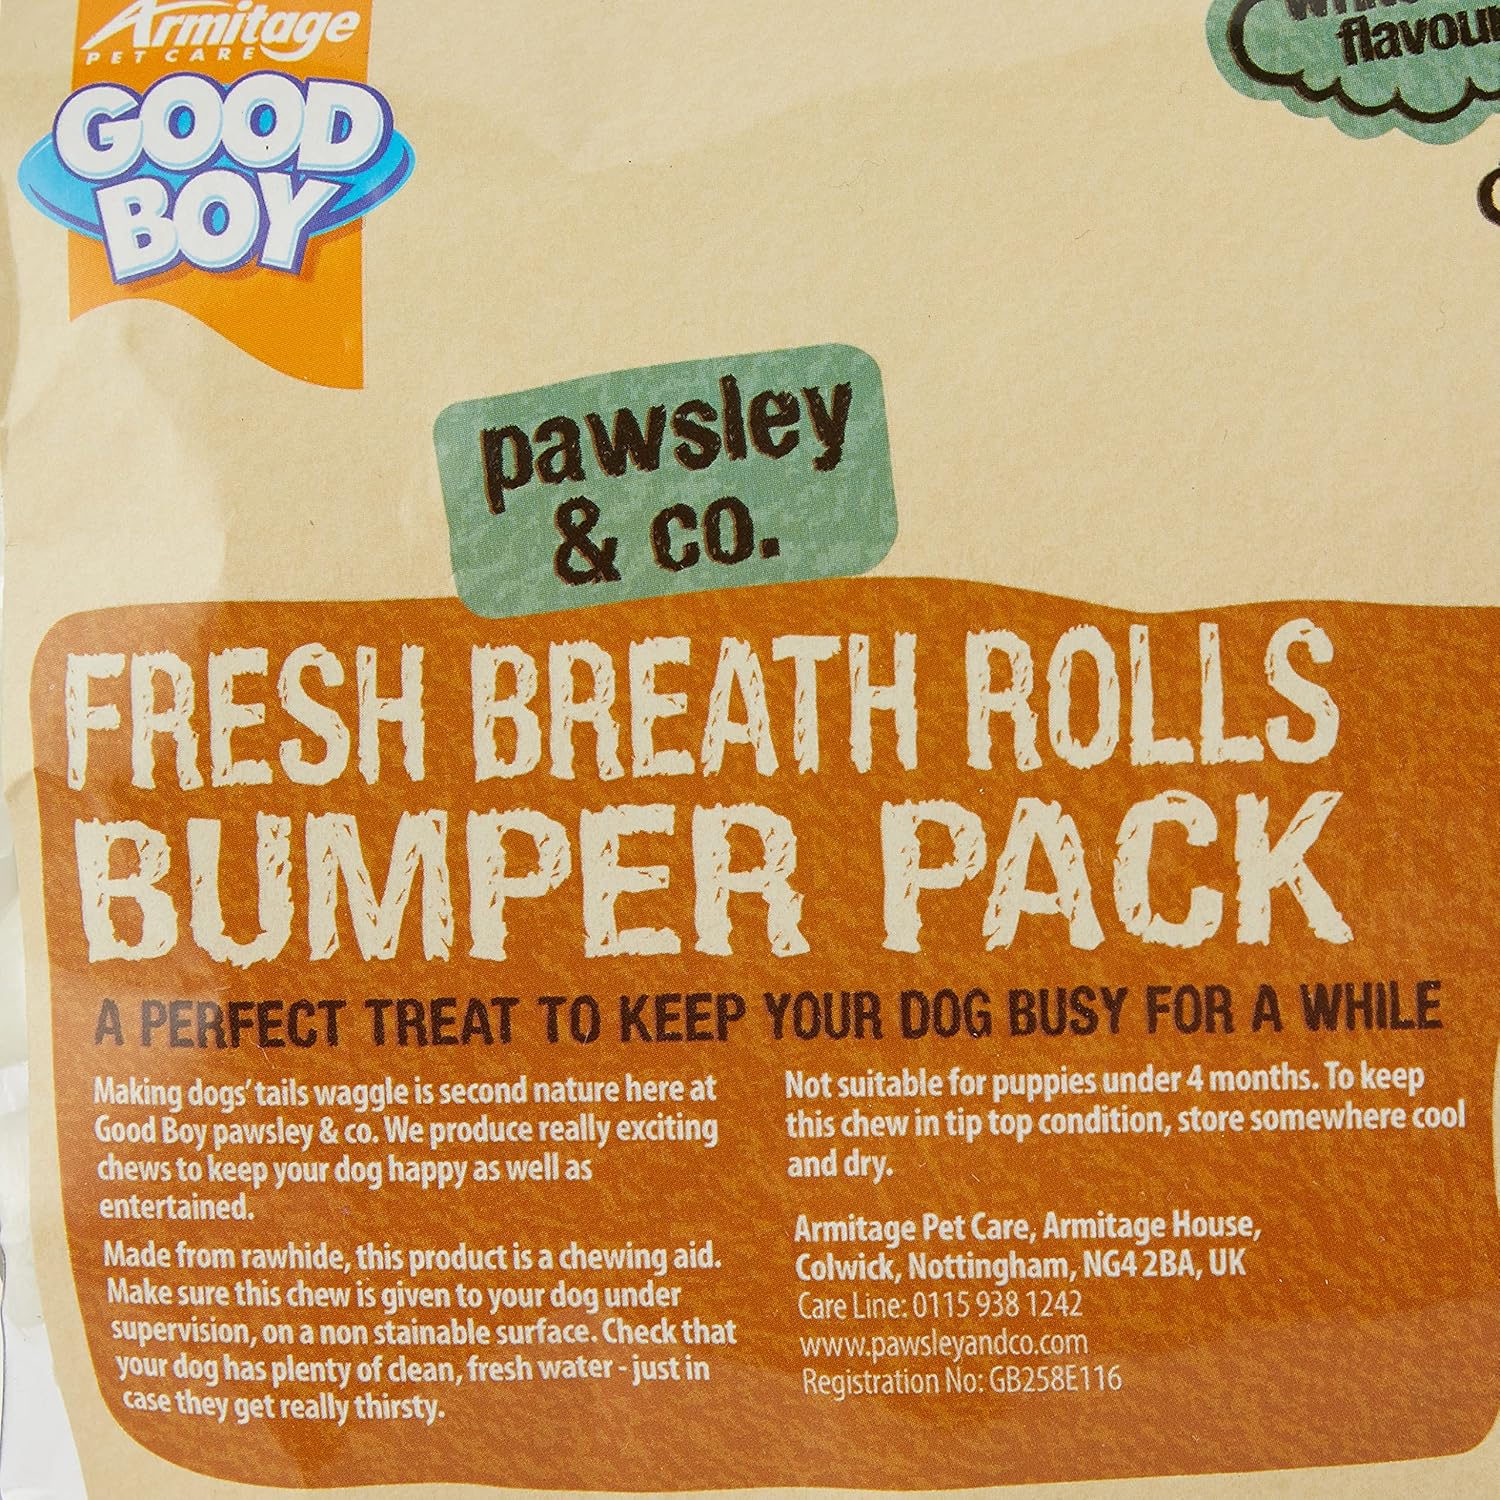 Armitage
PET CARE
GOOD
BOY
flavour
pawsley
& co.
FRESH BREATH ROLLS
BUMPER PACK
A PERFECT TREAT TO KEEP YOUR DOG BUSY FOR A WHILE
Making dogs' tails waggle is second nature here at
Good Boy pawsley & co. We produce really exciting
chews to keep your dog happy as well as
entertained.
Made from rawhide, this product is a chewing aid.
Make sure this chew is given to your dog under
supervision, on a non stainable surface. Check that
your dog has plenty of clean, fresh water - just in
case they get really thirsty.
Not suitable for puppies under 4 months. To keep
this chew in tip top condition, store somewhere cool
and dry.
Armitage Pet Care, Armitage House,
Colwick, Nottingham, NG4 2BA, UK
Care Line: 0115 938 1242
www.pawsleyandco.com
Registration No: GB258E116